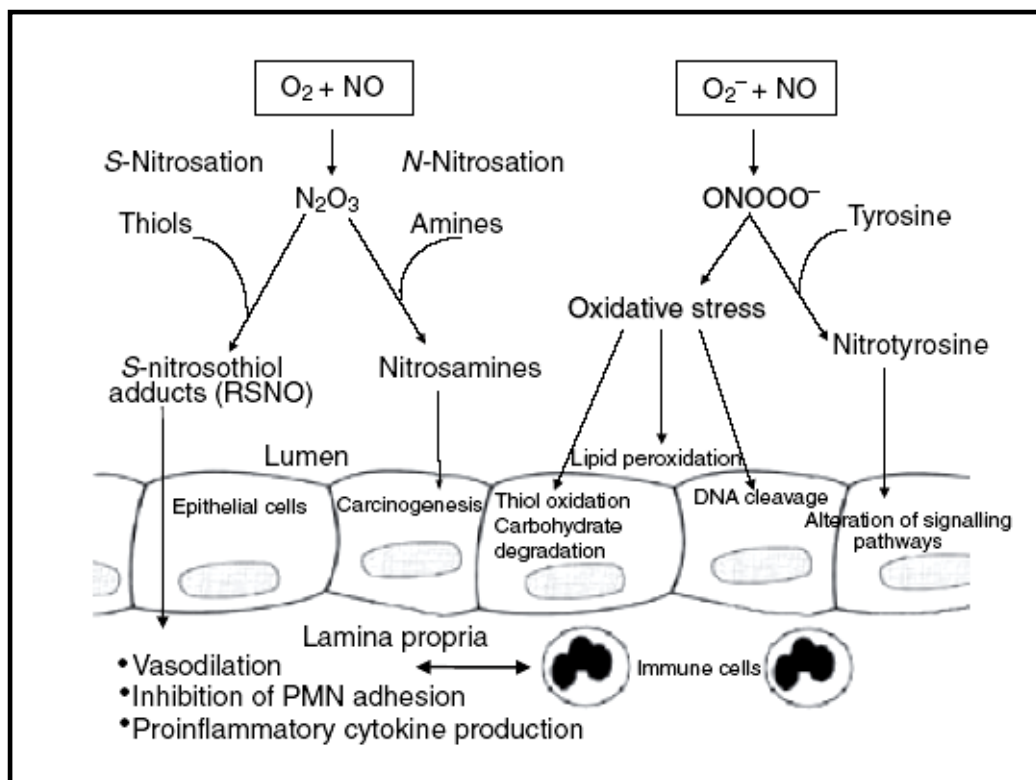 O₂ + NO
O₂⁻ + NO
S-Nitrosation
N-Nitrosation
N₂O₃
ONOOO⁻
Thiols
Amines
Tyrosine
Oxidative stress
S-nitrosothiol
adducts (RSNO)
Nitrosamines
Nitrotyrosine
Lumen
Lipid peroxidation
Epithelial cells
Carcinogenesis
Thiol oxidation
Carbohydrate
degradation
DNA cleavage
Alteration of signalling
pathways
Lamina propria
Immune cells
• Vasodilation
• Inhibition of PMN adhesion
• Proinflammatory cytokine production